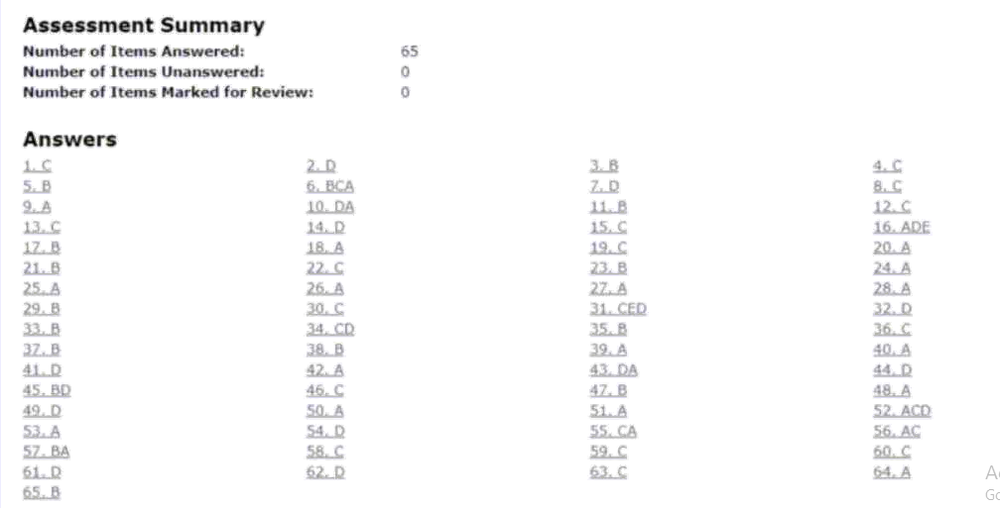 Assessment Summary
Number of Items Answered: 65
Number of Items Unanswered: 0
Number of Items Marked for Review: 0
Answers
1. C 2. D 3. B 4. C
5. B 6. BCA 7. D 8. C
9. A 10. DA 11. B 12. C
13. C 14. D 15. C 16. ADE
17. B 18. A 19. C 20. A
21. B 22. C 23. B 24. A
25. A 26. A 27. A 28. A
29. B 30. C 31. CED 32. D
33. B 34. CD 35. B 36. C
37. B 38. B 39. A 40. A
41. D 42. A 43. DA 44. D
45. BD 46. C 47. B 48. A
49. D 50. A 51. A 52. ACD
53. A 54. D 55. CA 56. AC
57. BA 58. C 59. C 60. C
61. D 62. D 63. C 64. A
65. B